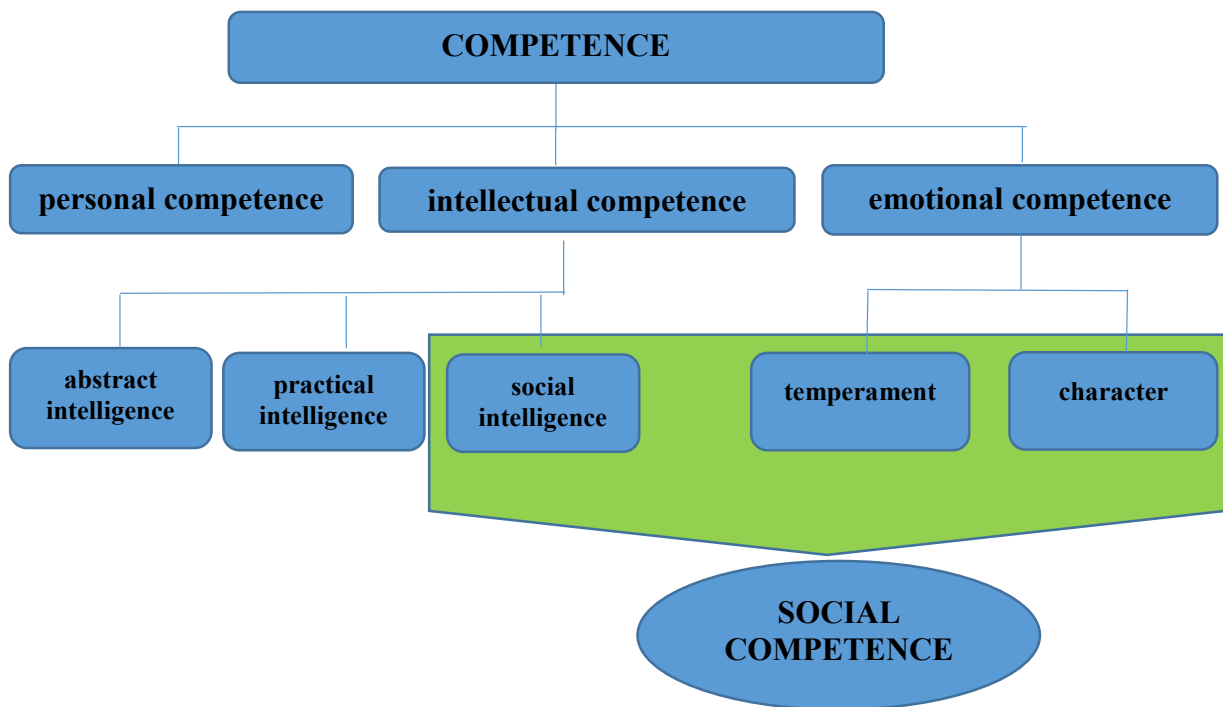 COMPETENCE
personal competence
intellectual competence
emotional competence
abstract
intelligence
practical
intelligence
social
intelligence
temperament
character
SOCIAL
COMPETENCE